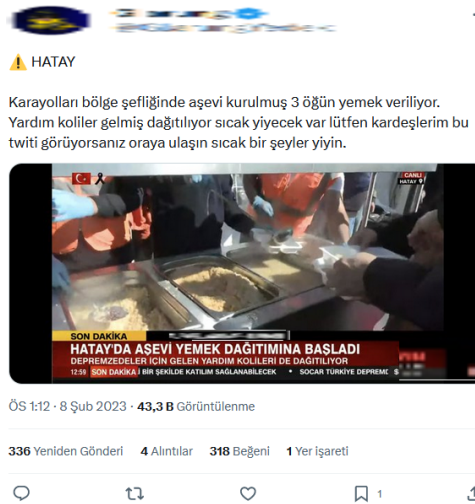 ⚠️ HATAY
Karayolları bölge şefliğinde aşevi kurulmuş 3 öğün yemek veriliyor.
Yardım koliler gelmiş dağıtılıyor sıcak yiyecek var lütfen kardeşlerim bu
twiti görüyorsanız oraya ulaşın sıcak bir şeyler yiyin.
CANLI
HATAY
SON DAKİKA
HATAY'DA AŞEVİ YEMEK DAĞITIMINA BAŞLADI
DEPREMZEDELER İÇİN GELEN YARDIM KOLİLERİ DE DAĞITILIYOR
12:59 SON DAKİKA BİR ŞEKİLDE KATILIM SAĞLANABİLECEK • SOCAR TÜRKİYE DEPREMZ
ÖS 1:12 · 8 Şub 2023 · 43,3 B Görüntülenme
336 Yeniden Gönderi 4 Alıntılar 318 Beğeni 1 Yer işareti
1